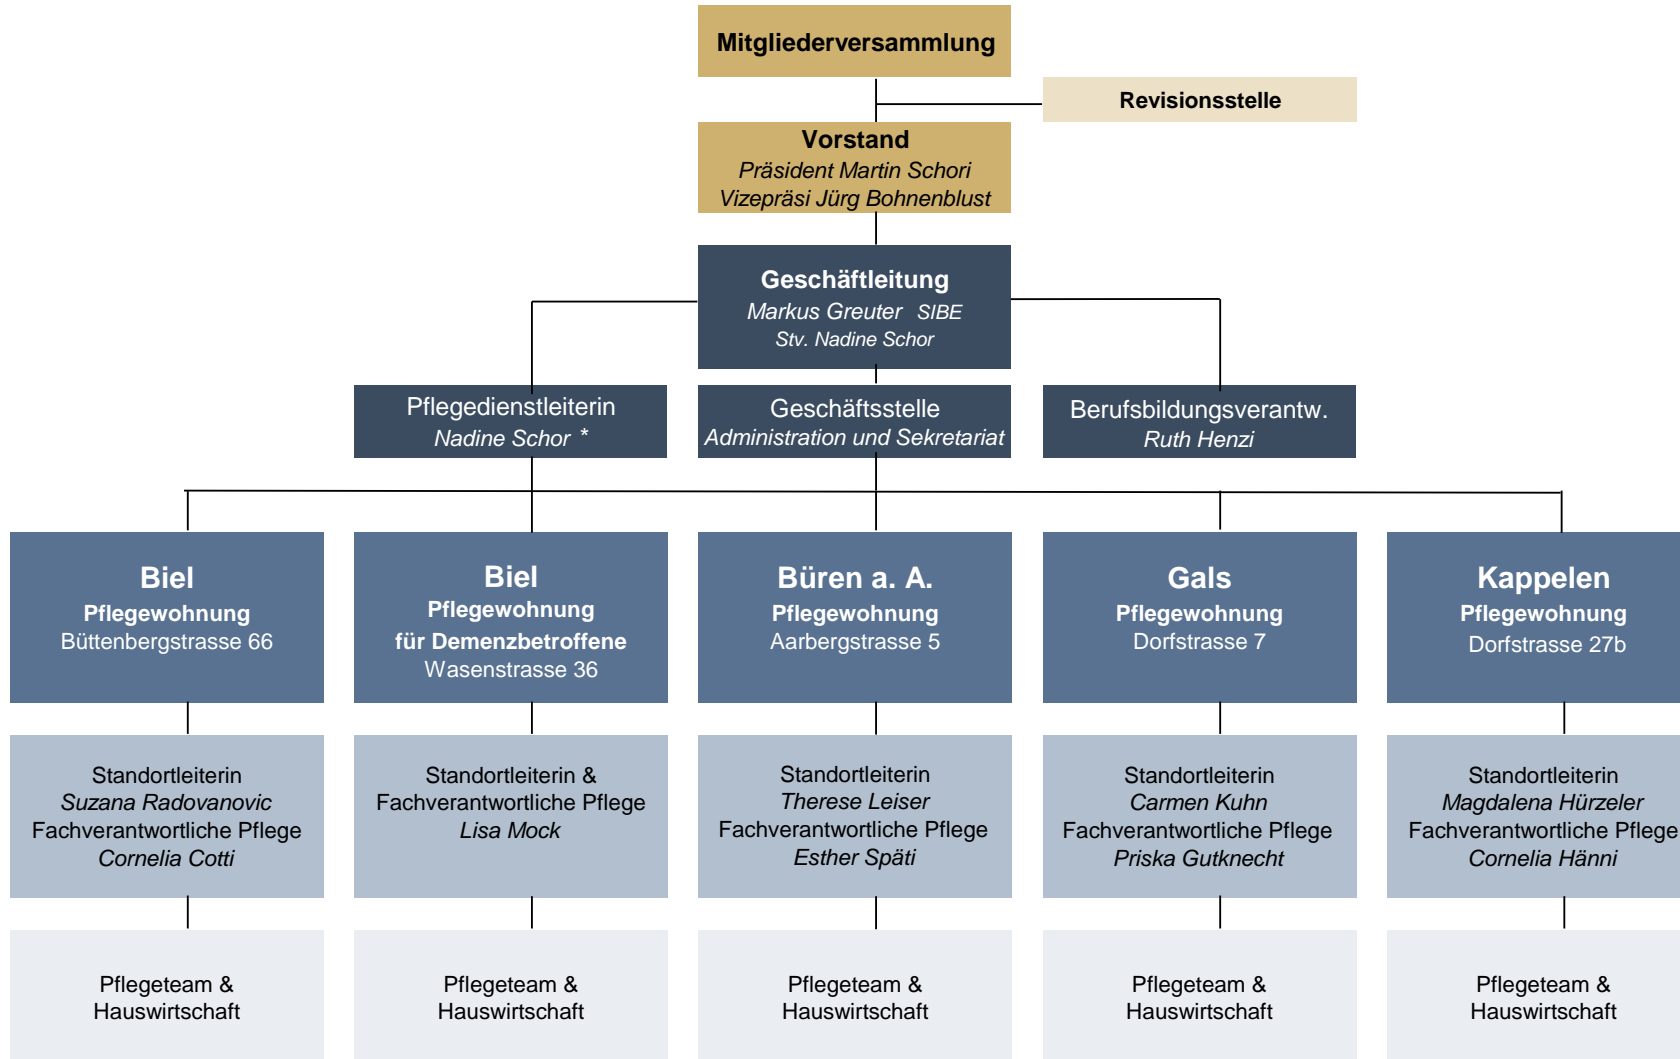 Mitgliederversammlung
Revisionsstelle
Vorstand
Präsident Martin Schori
Vizepräsi Jürg Bohnenblust
Geschäftleitung
Markus Greuter SIBE
Stv. Nadine Schor
Pflegedienstleiterin
Nadine Schor *
Geschäftsstelle
Administration und Sekretariat
Berufsbildungsverantw.
Ruth Henzi
Biel
Pflegewohnung
Büttenbergstrasse 66
Biel
Pflegewohnung
für Demenzbetroffene
Wasenstrasse 36
Büren a. A.
Pflegewohnung
Aarbergstrasse 5
Gals
Pflegewohnung
Dorfstrasse 7
Kappelen
Pflegewohnung
Dorfstrasse 27b
Standortleiterin
Suzana Radovanovic
Fachverantwortliche Pflege
Cornelia Cotti
Standortleiterin &
Fachverantwortliche Pflege
Lisa Mock
Standortleiterin
Therese Leiser
Fachverantwortliche Pflege
Esther Späti
Standortleiterin
Carmen Kuhn
Fachverantwortliche Pflege
Priska Gutknecht
Standortleiterin
Magdalena Hürzeler
Fachverantwortliche Pflege
Cornelia Hänni
Pflegeteam &
Hauswirtschaft
Pflegeteam &
Hauswirtschaft
Pflegeteam &
Hauswirtschaft
Pflegeteam &
Hauswirtschaft
Pflegeteam &
Hauswirtschaft